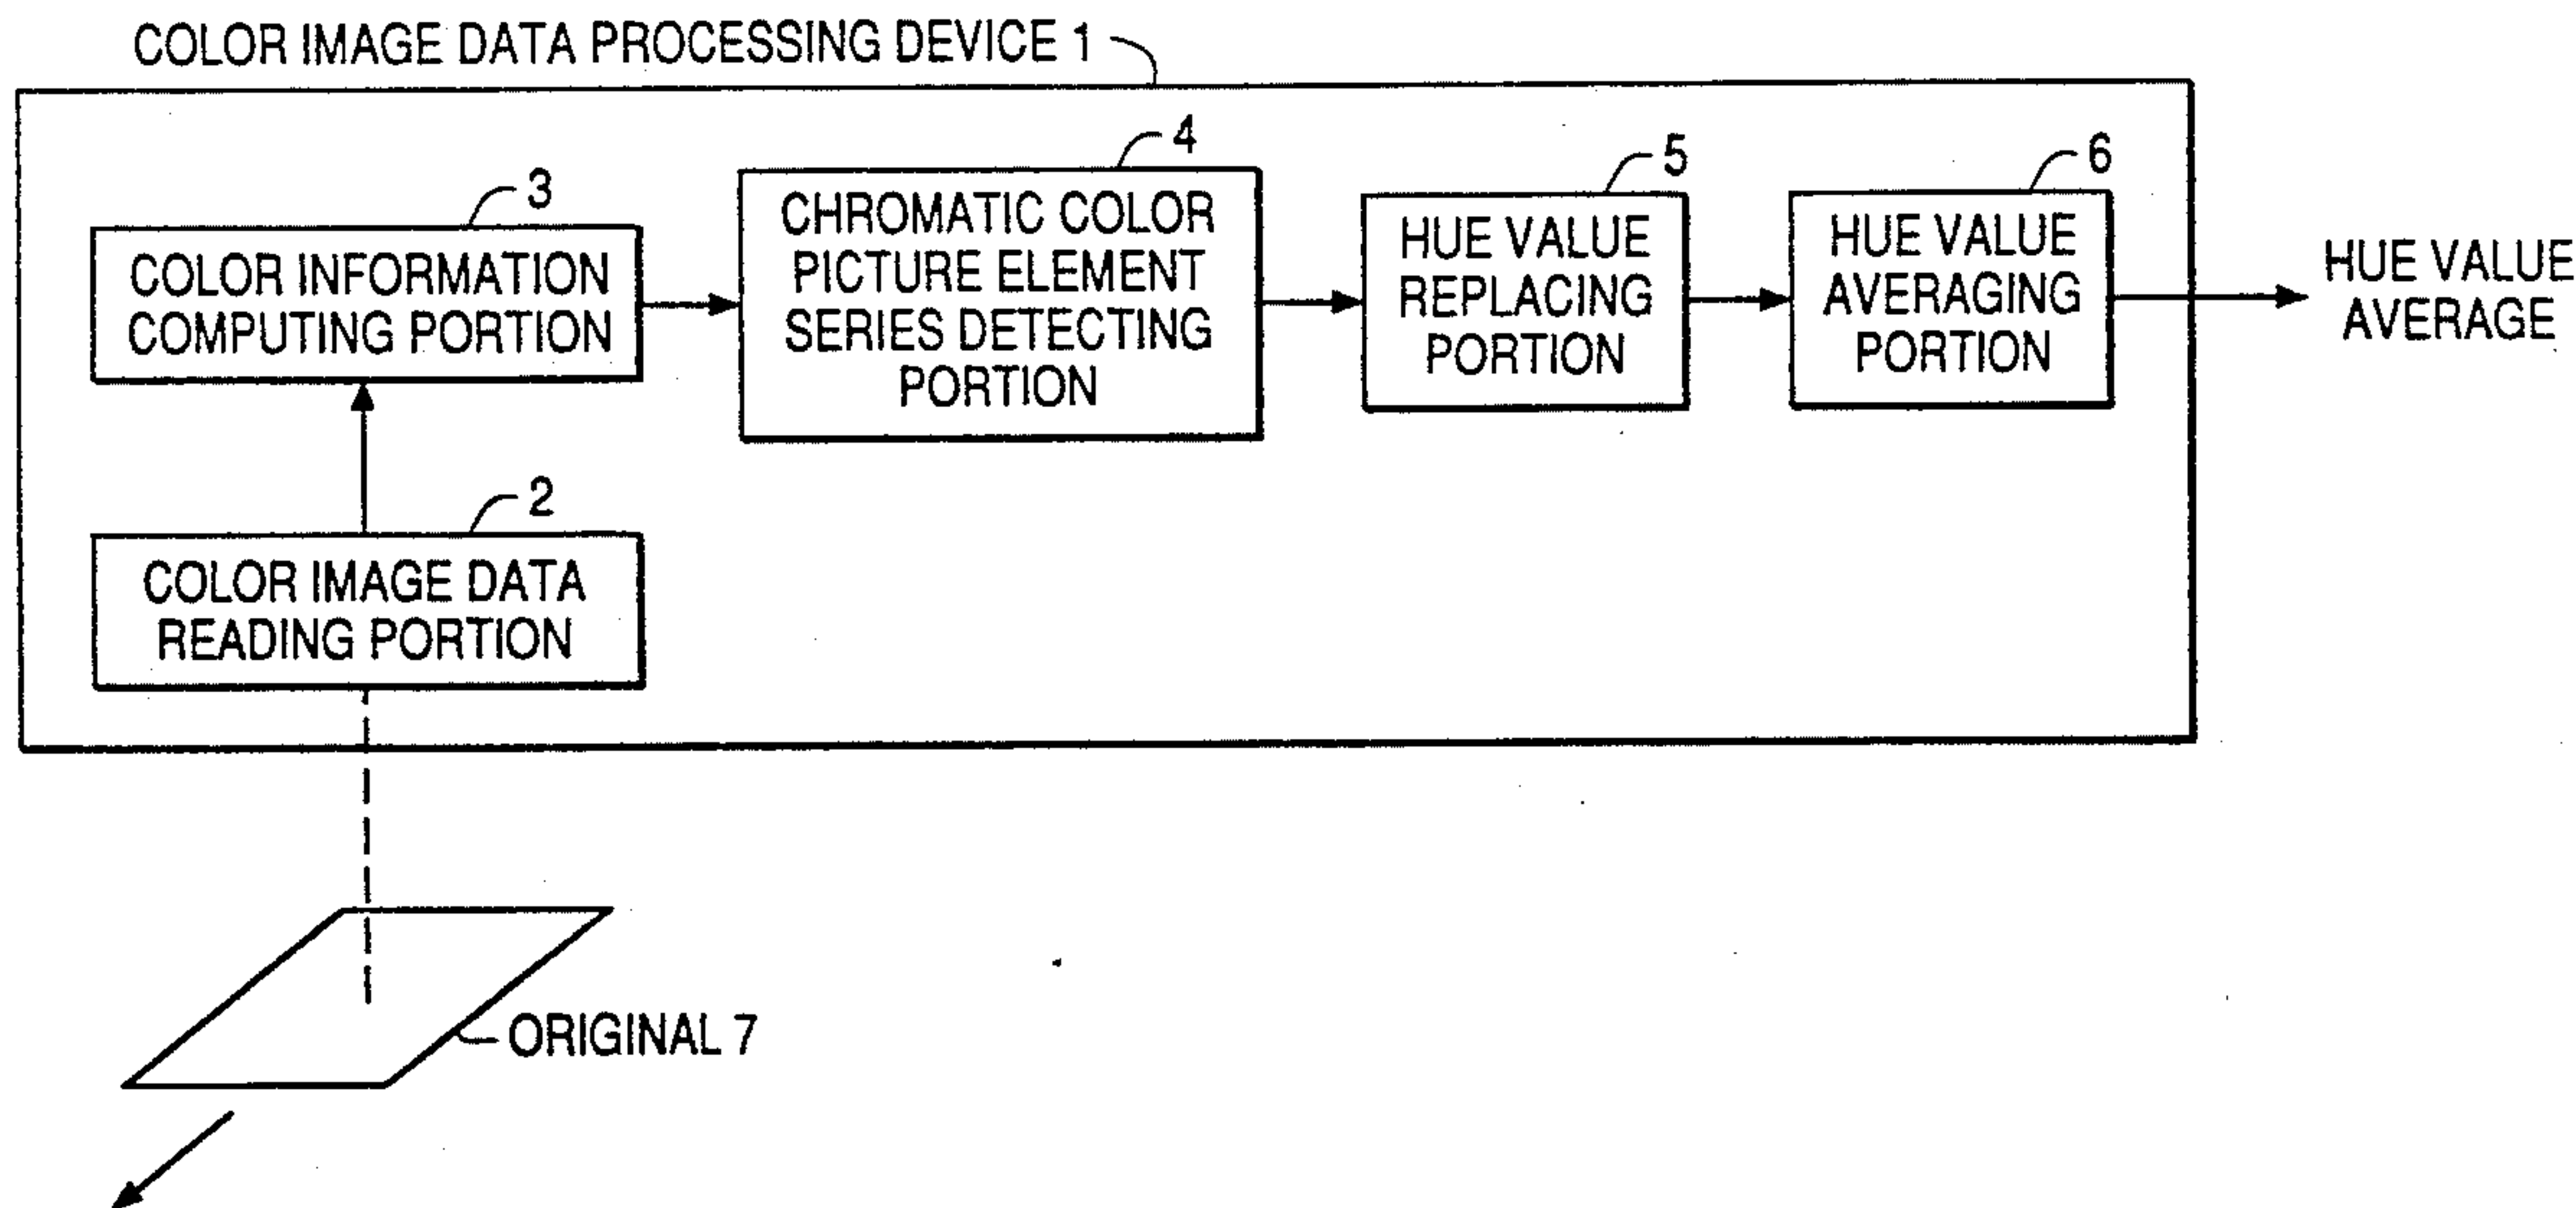 COLOR IMAGE DATA PROCESSING DEVICE 1
3
COLOR INFORMATION
COMPUTING PORTION
4
CHROMATIC COLOR
PICTURE ELEMENT
SERIES DETECTING
PORTION
5
HUE VALUE
REPLACING
PORTION
6
HUE VALUE
AVERAGING
PORTION
HUE VALUE
AVERAGE
2
COLOR IMAGE DATA
READING PORTION
ORIGINAL 7